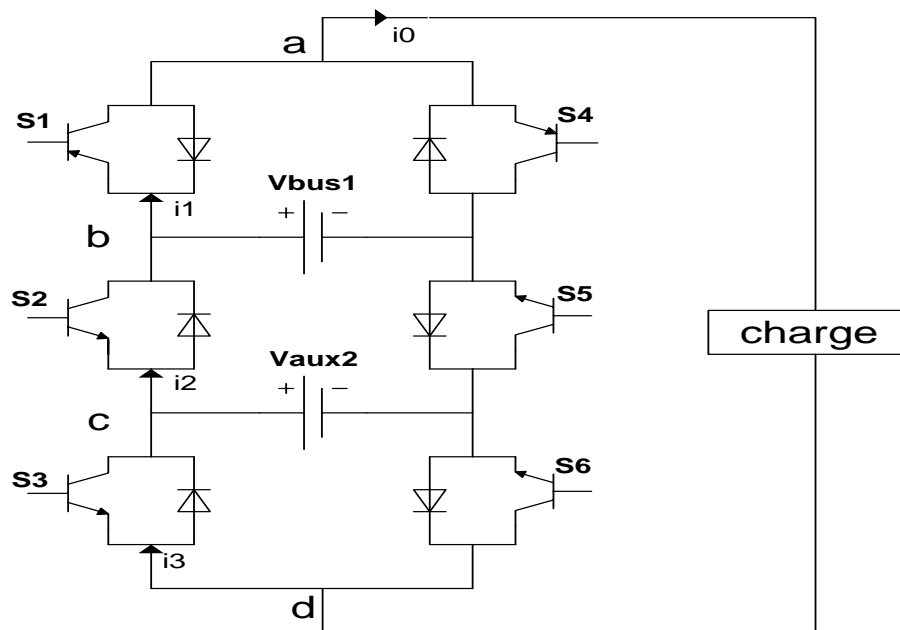 a
i0
S1
S4
Vbus1
+ −
i1
b
S2
S5
charge
Vaux2
i2
+ −
c
S3
S6
i3
d